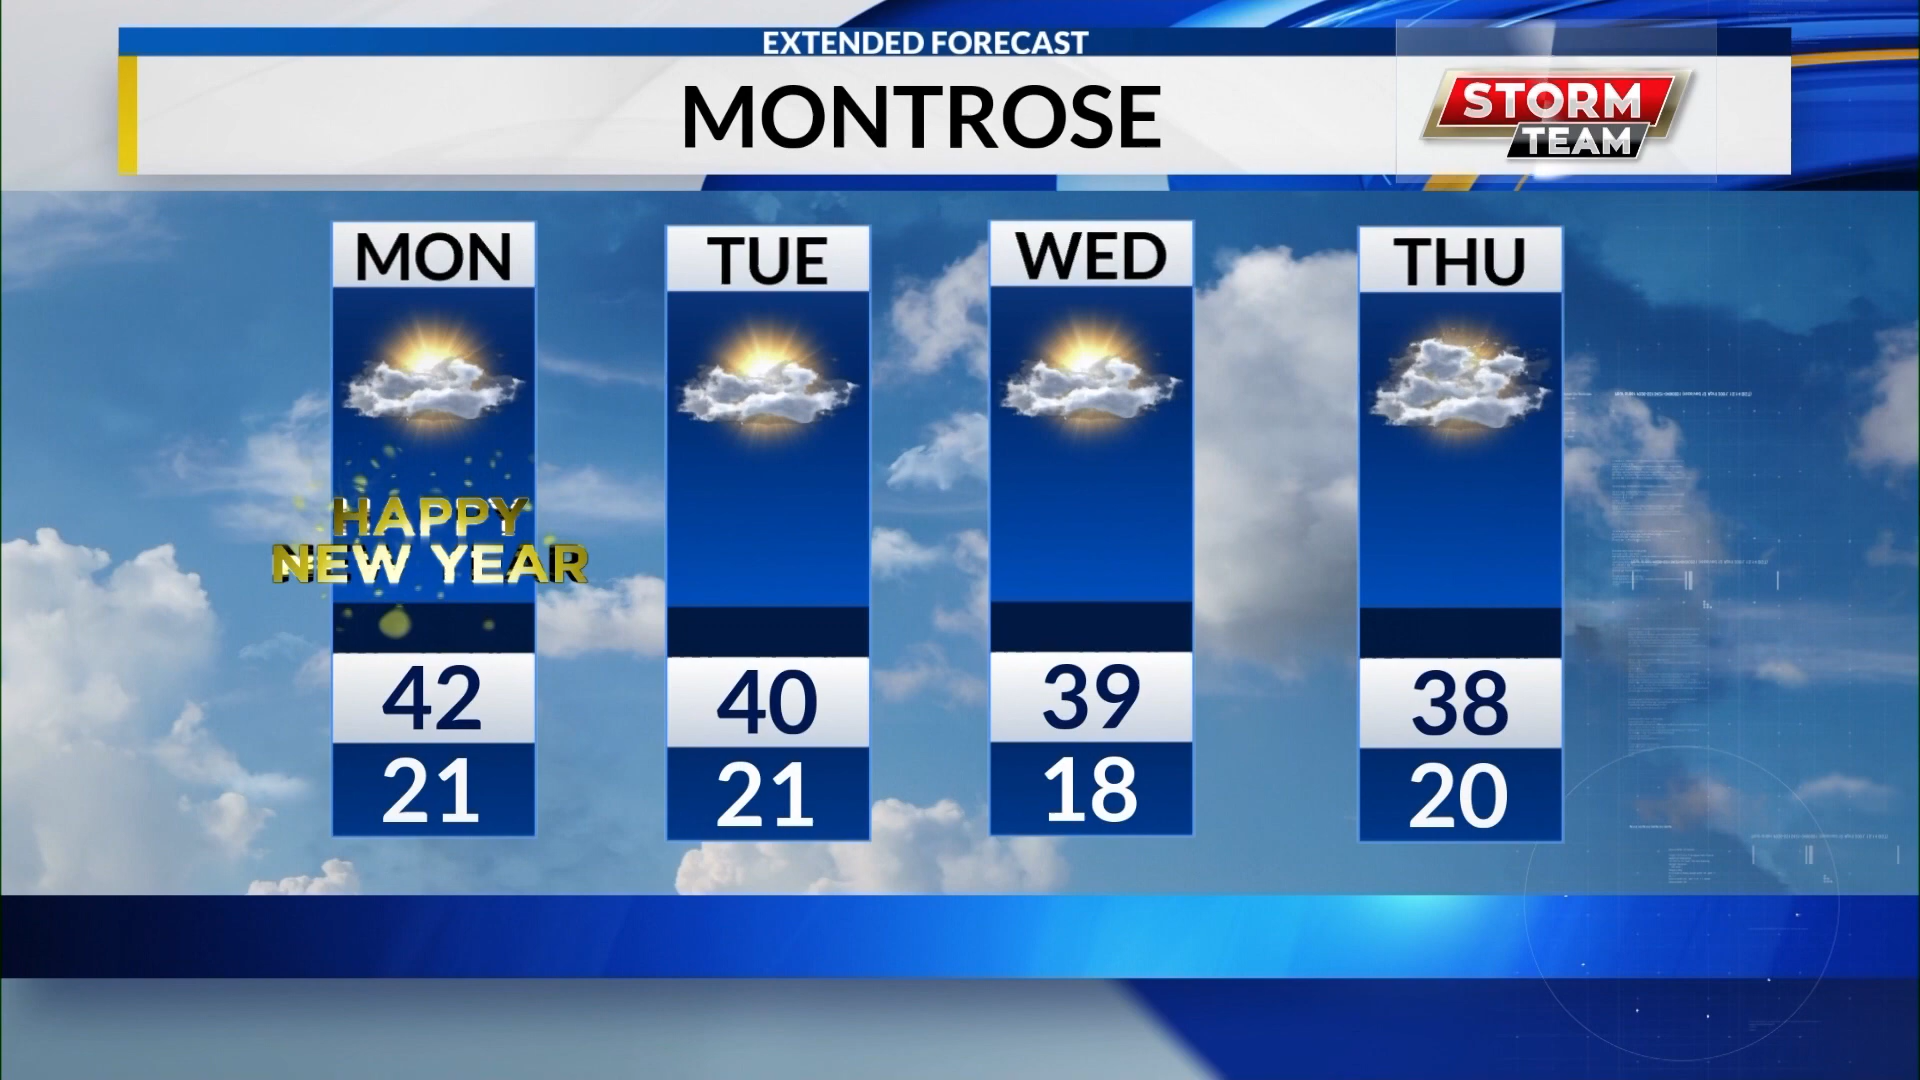 EXTENDED FORECAST
MONTROSE
STORM
TEAM
MON
TUE
WED
THU
HAPPY
NEW YEAR
42
40
39
38
21
21
18
20